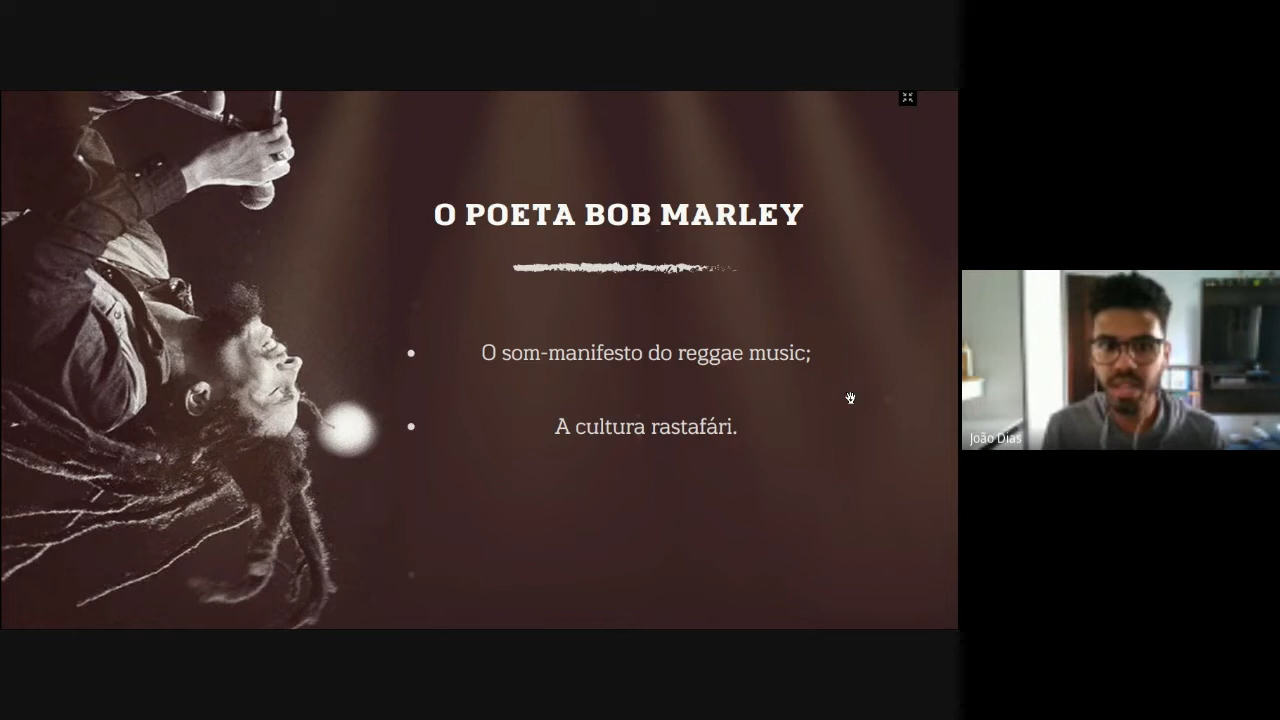 O POETA BOB MARLEY
• O som-manifesto do reggae music;
• A cultura rastafári.
João Dias